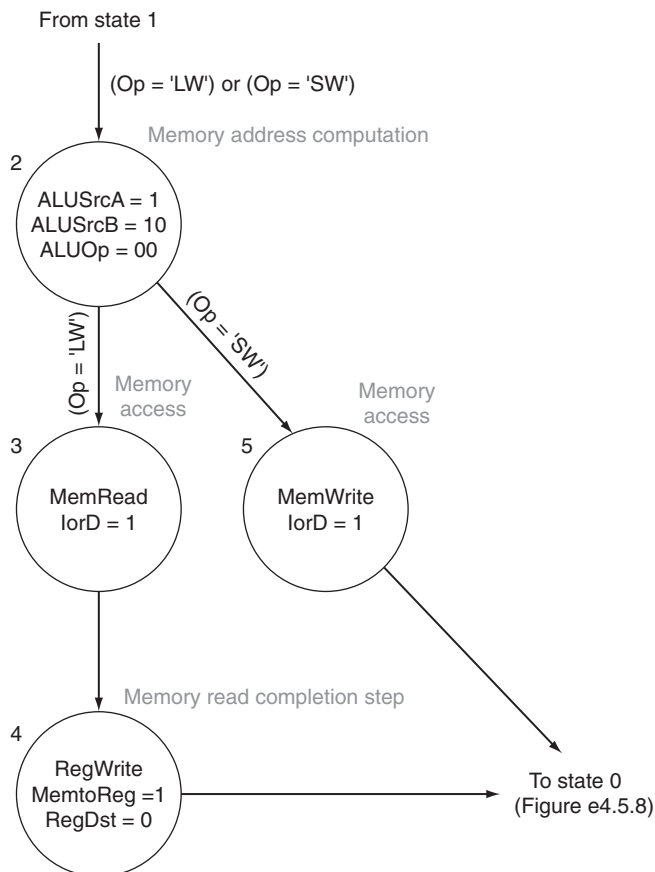 From state 1
(Op = 'LW') or (Op = 'SW')
Memory address computation
2
ALUSrcA = 1
ALUSrcB = 10
ALUOp = 00
(Op = 'LW')
(Op = 'SW')
Memory
access
Memory
access
3
MemRead
IorD = 1
5
MemWrite
IorD = 1
Memory read completion step
4
RegWrite
MemtoReg =1
RegDst = 0
To state 0
(Figure e4.5.8)